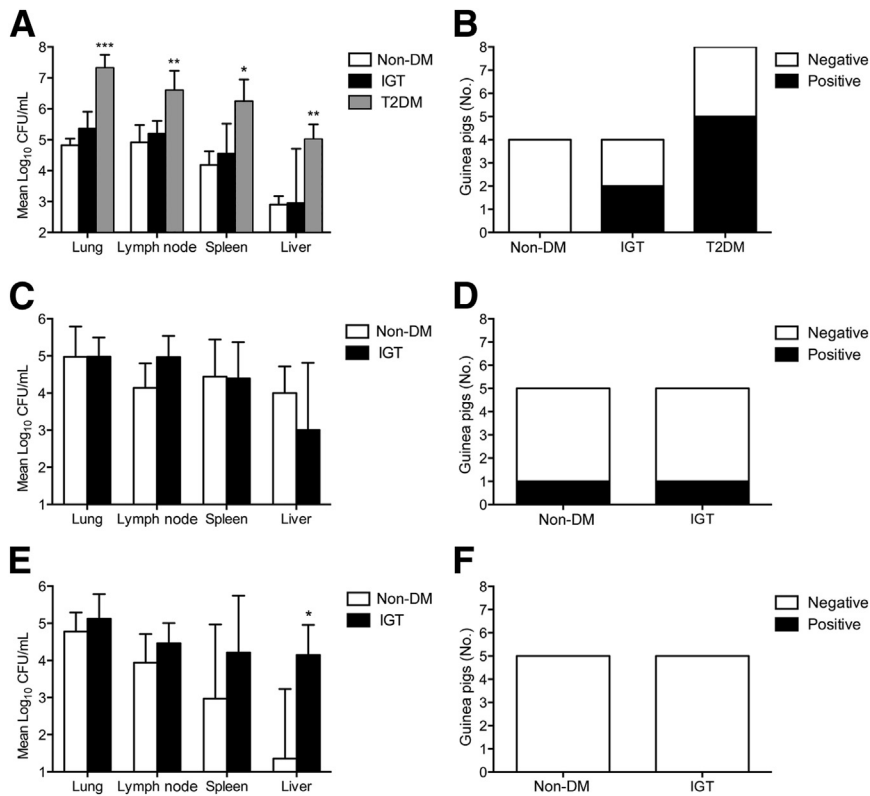 A
Mean Log10 CFU/mL
8
7
6
5
4
3
2
***
**
*
**
Lung
Lymph node
Spleen
Liver
Non-DM
IGT
T2DM
B
Guinea pigs (No.)
8
7
6
5
4
3
2
1
0
Non-DM
IGT
T2DM
Negative
Positive
C
Mean Log10 CFU/mL
6
5
4
3
2
1
Lung
Lymph node
Spleen
Liver
Non-DM
IGT
D
Guinea pigs (No.)
8
7
6
5
4
3
2
1
0
Non-DM
IGT
Negative
Positive
E
Mean Log10 CFU/mL
6
5
4
3
2
1
*
Lung
Lymph node
Spleen
Liver
Non-DM
IGT
F
Guinea pigs (No.)
8
7
6
5
4
3
2
1
0
Non-DM
IGT
Negative
Positive